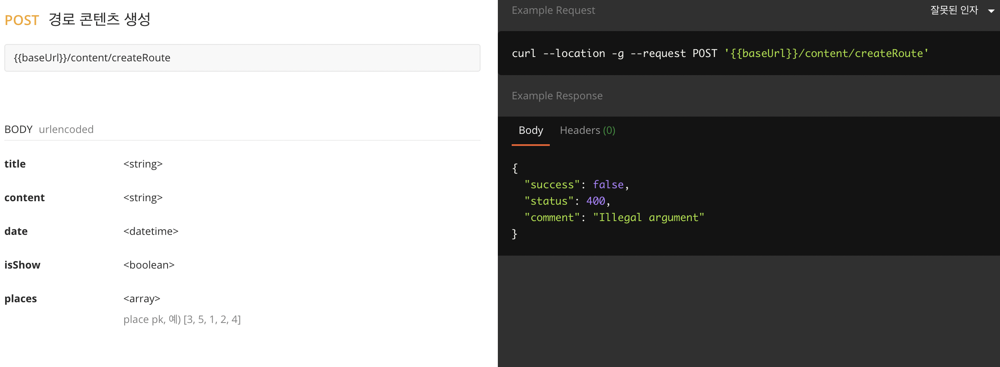 POST 경로 콘텐츠 생성
{{baseUrl}}/content/createRoute
BODY urlencoded
title <string>
content <string>
date <datetime>
isShow <boolean>
places <array>
place pk, 예) [3, 5, 1, 2, 4]
Example Request 잘못된 인자
curl --location -g --request POST '{{baseUrl}}/content/createRoute'
Example Response
Body Headers (0)
{
"success": false,
"status": 400,
"comment": "Illegal argument"
}